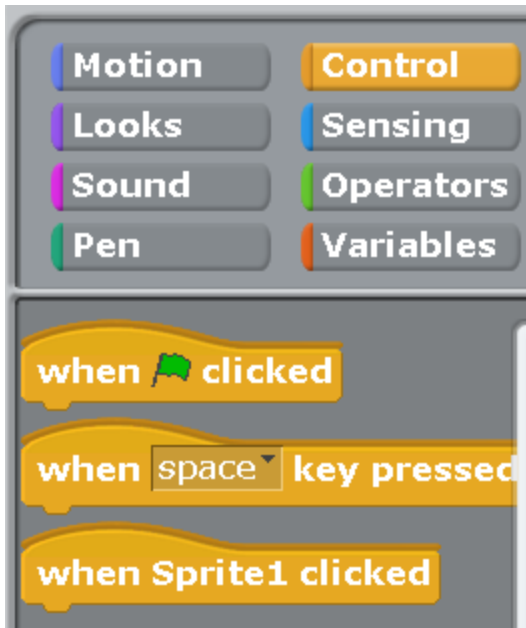 Motion Control
Looks Sensing
Sound Operators
Pen Variables
when clicked
when space key pressed
when Sprite1 clicked